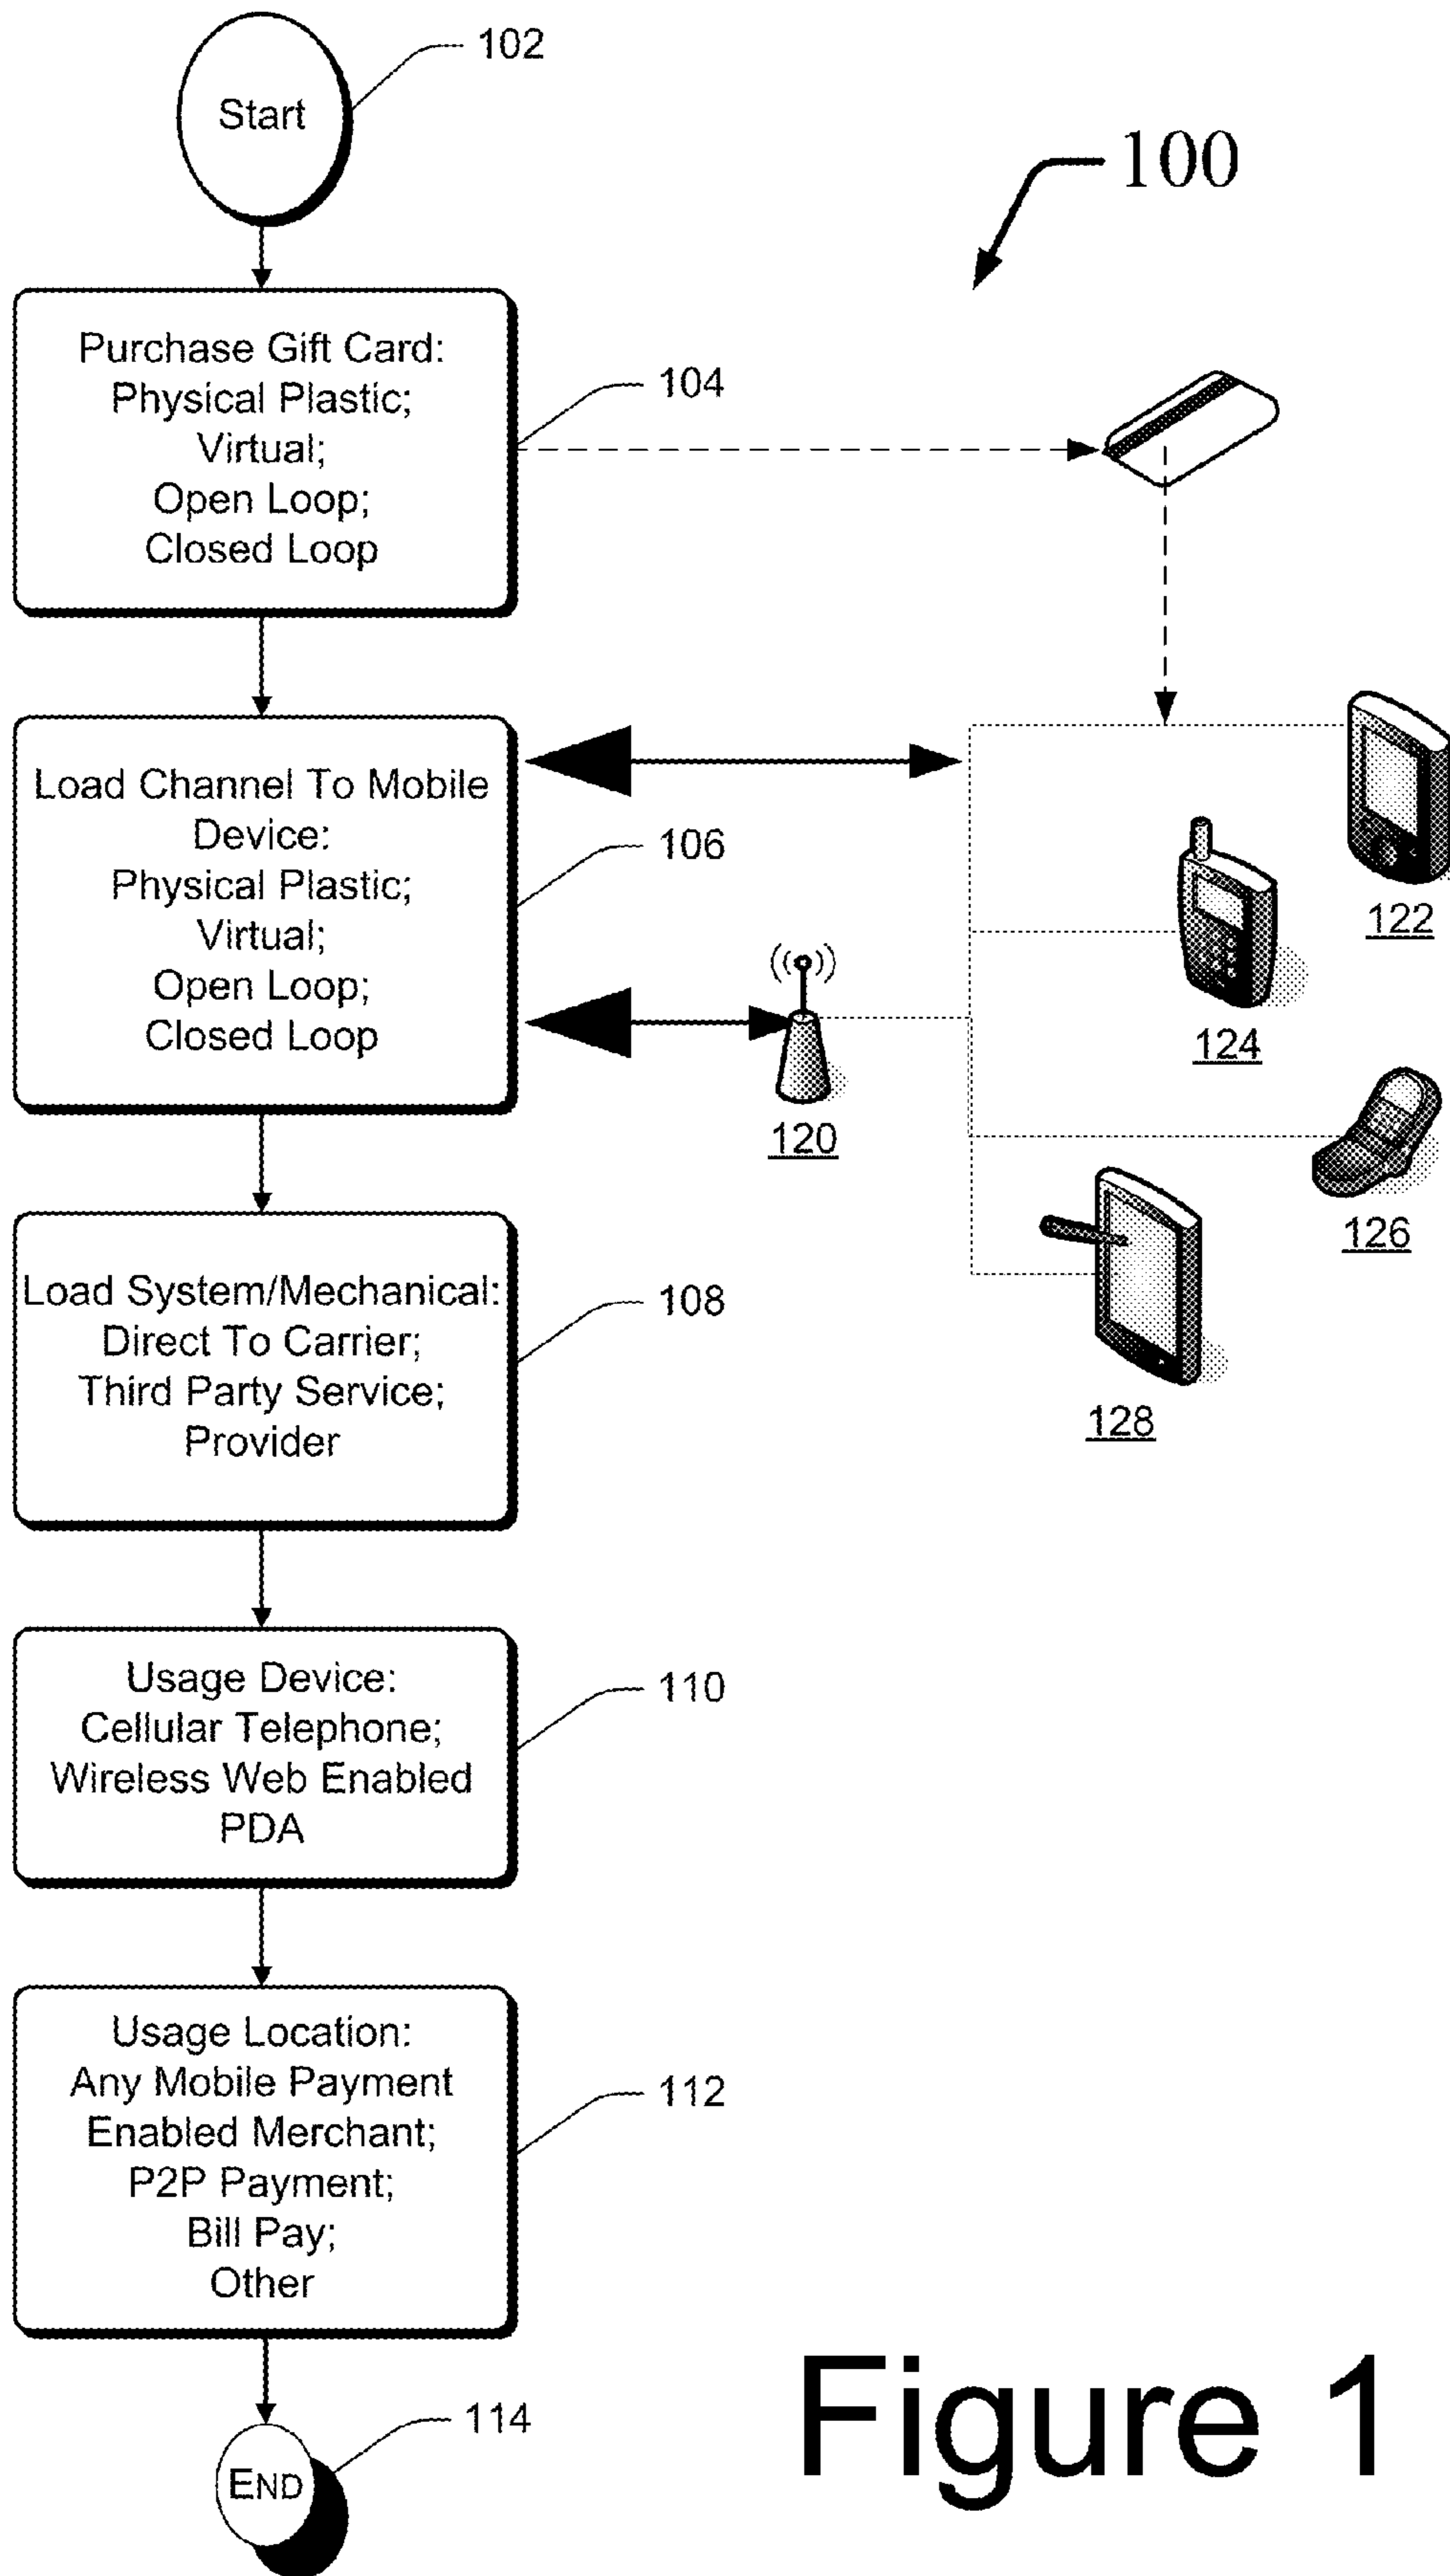 Start
102
100
Purchase Gift Card:
Physical Plastic;
Virtual;
Open Loop;
Closed Loop
104
Load Channel To Mobile
Device:
Physical Plastic;
Virtual;
Open Loop;
Closed Loop
106
122
124
120
126
128
Load System/Mechanical:
Direct To Carrier;
Third Party Service;
Provider
108
Usage Device:
Cellular Telephone;
Wireless Web Enabled
PDA
110
Usage Location:
Any Mobile Payment
Enabled Merchant;
P2P Payment;
Bill Pay;
Other
112
END
114
Figure 1